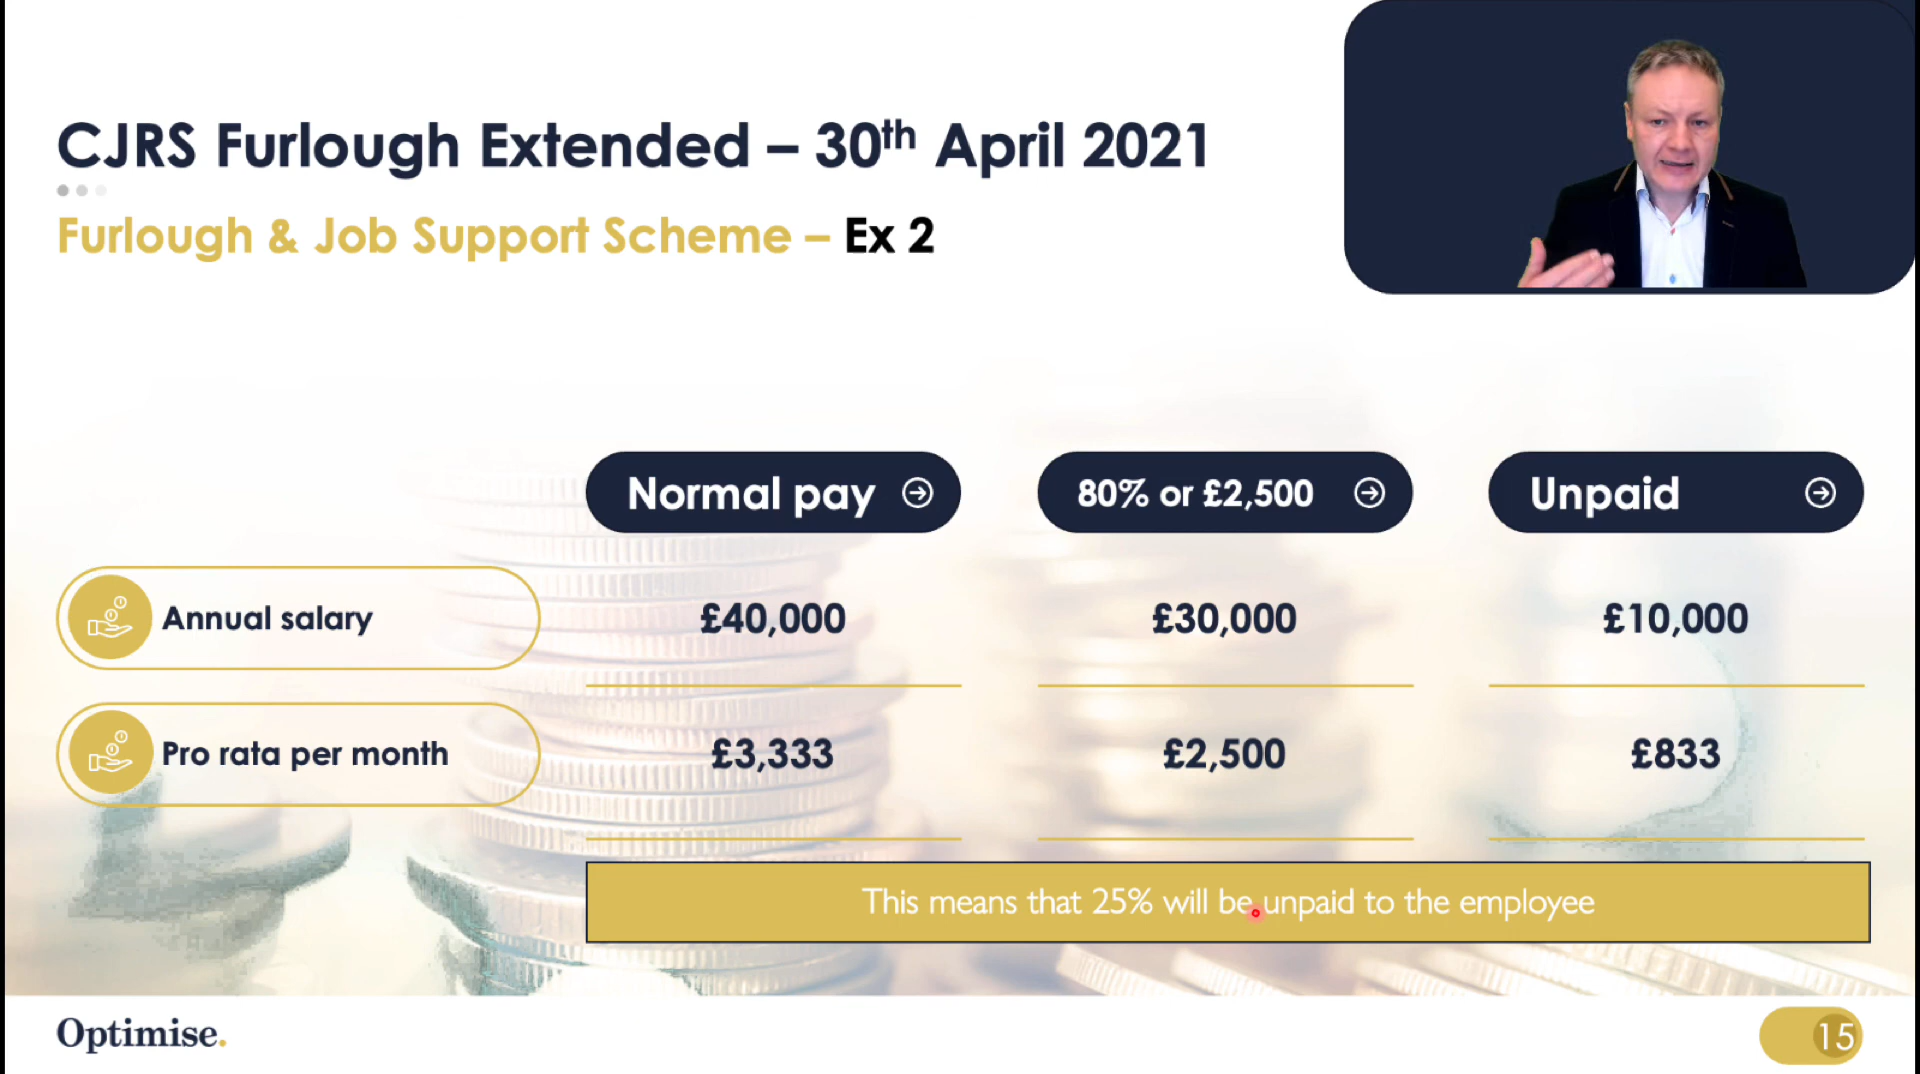 CJRS Furlough Extended – 30th April 2021
Furlough & Job Support Scheme – Ex 2
Normal pay
80% or £2,500
Unpaid
Annual salary
£40,000
£30,000
£10,000
Pro rata per month
£3,333
£2,500
£833
This means that 25% will be unpaid to the employee
Optimise.
15